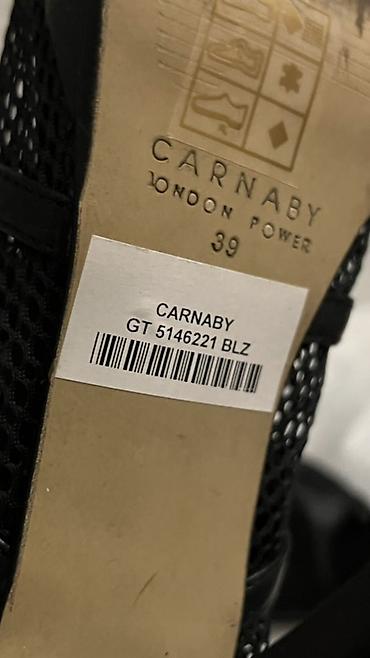 CARNABY
LONDON POWER
39
CARNABY
GT 5146221 BLZ